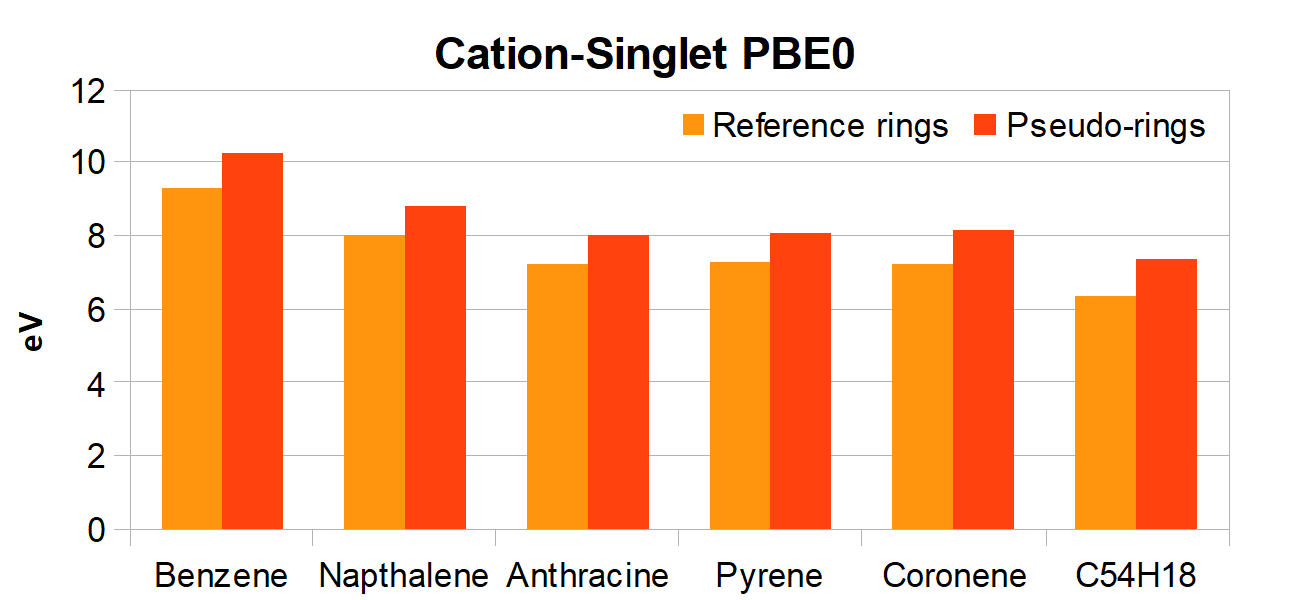 Cation-Singlet PBE0
12
Reference rings Pseudo-rings
10
8
6
eV
4
2
0
Benzene Napthalene Anthracine Pyrene Coronene C54H18